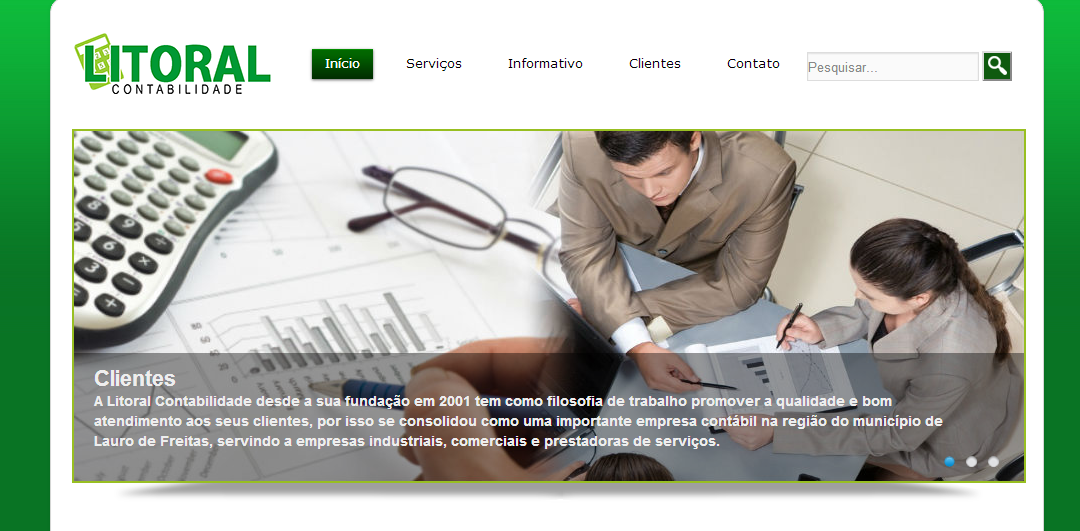 LITORAL
CONTABILIDADE
Início
Serviços
Informativo
Clientes
Contato
Pesquisar...
Clientes
A Litoral Contabilidade desde a sua fundação em 2001 tem como filosofia de trabalho promover a qualidade e bom
atendimento aos seus clientes, por isso se consolidou como uma importante empresa contábil na região do município de
Lauro de Freitas, servindo a empresas industriais, comerciais e prestadoras de serviços.